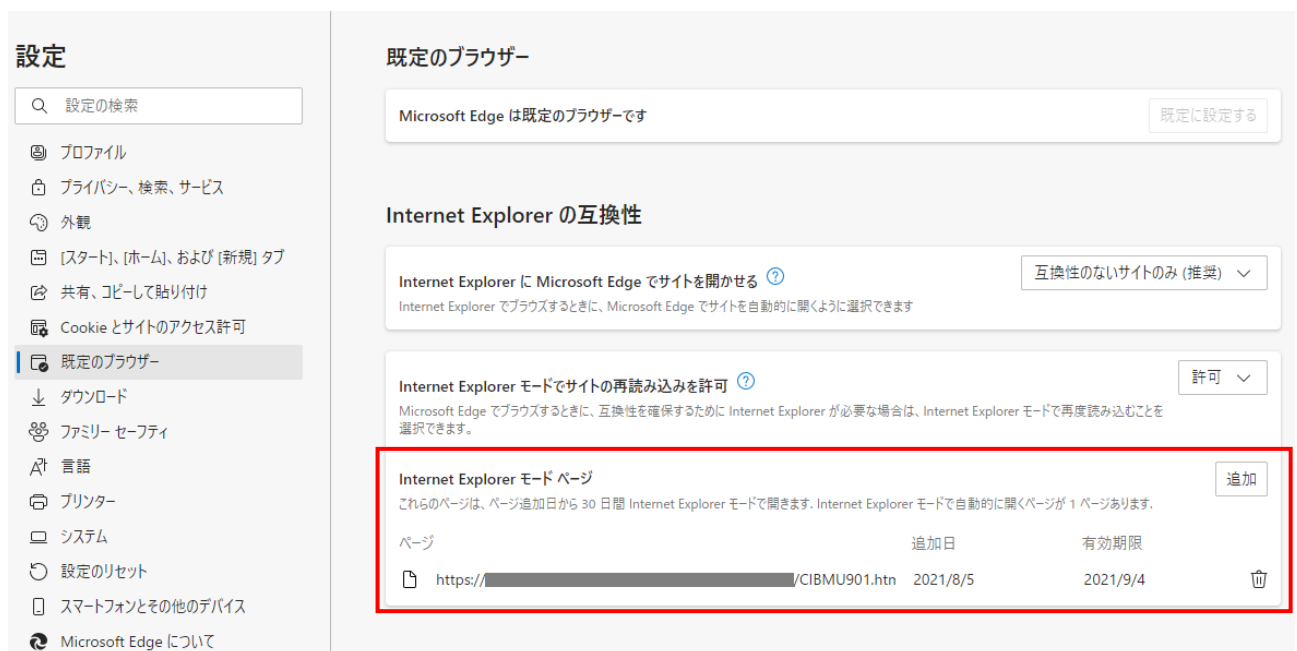 設定
設定の検索
プロファイル
プライバシー、検索、サービス
外観
[スタート]、[ホーム]、および [新規] タブ
共有、コピーして貼り付け
Cookie とサイトのアクセス許可
既定のブラウザー
ダウンロード
ファミリー セーフティ
言語
プリンター
システム
設定のリセット
スマートフォンとその他のデバイス
Microsoft Edge について
既定のブラウザー
Microsoft Edge は既定のブラウザーです
既定に設定する
Internet Explorer の互換性
Internet Explorer に Microsoft Edge でサイトを開かせる
互換性のないサイトのみ (推奨)
Internet Explorer でブラウズするときに、Microsoft Edge でサイトを自動的に開くように選択できます
Internet Explorer モードでサイトの再読み込みを許可
許可
Microsoft Edge でブラウズするときに、互換性を確保するために Internet Explorer が必要な場合は、Internet Explorer モードで再度読み込むことを
選択できます。
Internet Explorer モード ページ
追加
これらのページは、ページ追加日から 30 日間 Internet Explorer モードで開きます. Internet Explorer モードで自動的に開くページが 1 ページあります.
ページ 追加日 有効期限
https:// /CIBMU901.htn 2021/8/5 2021/9/4